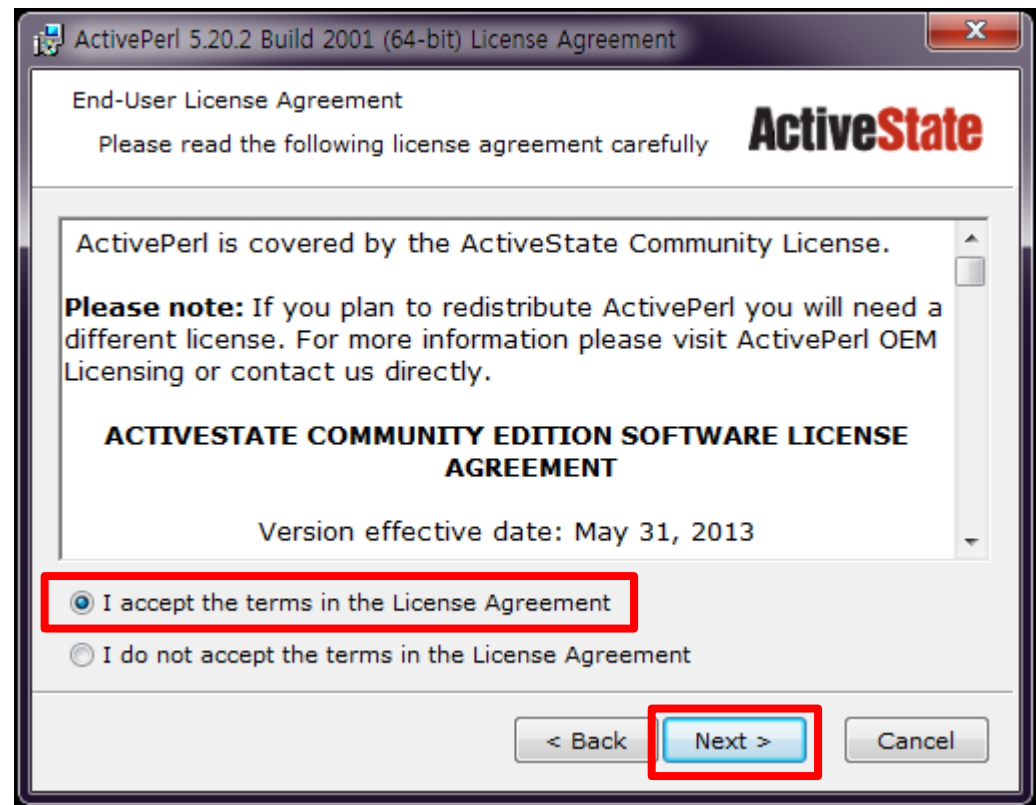 ActivePerl 5.20.2 Build 2001 (64-bit) License Agreement
End-User License Agreement
Please read the following license agreement carefully
ActiveState
ActivePerl is covered by the ActiveState Community License.
Please note: If you plan to redistribute ActivePerl you will need a
different license. For more information please visit ActivePerl OEM
Licensing or contact us directly.
ACTIVESTATE COMMUNITY EDITION SOFTWARE LICENSE
AGREEMENT
Version effective date: May 31, 2013
I accept the terms in the License Agreement
I do not accept the terms in the License Agreement
< Back
Next >
Cancel